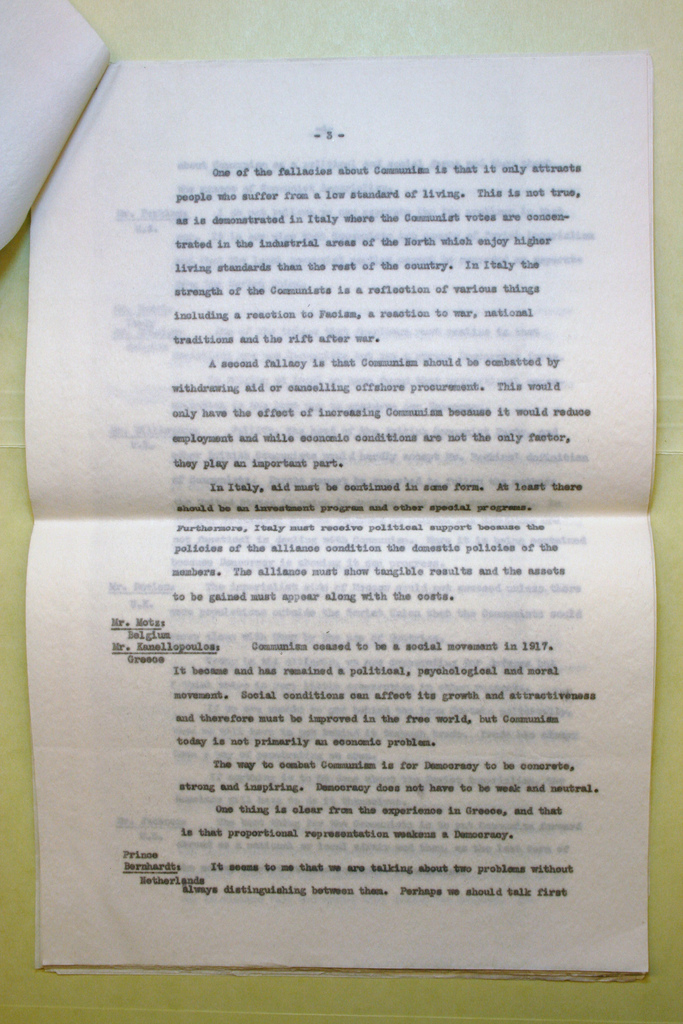 - 3 -
One of the fallacies about Communism is that it only attracts
people who suffer from a low standard of living. This is not true,
as is demonstrated in Italy where the Communist votes are concen-
trated in the industrial areas of the North which enjoy higher
living standards than the rest of the country. In Italy the
strength of the Communists is a reflection of various things
including a reaction to Facism, a reaction to war, national
traditions and the rift after war.
A second fallacy is that Communism should be combatted by
withdrawing aid or cancelling offshore procurement. This would
only have the effect of increasing Communism because it would reduce
employment and while economic conditions are not the only factor,
they play an important part.
In Italy, aid must be continued in some form. At least there
should be an investment program and other special programs.
Furthermore, Italy must receive political support because the
policies of the alliance condition the domestic policies of the
members. The alliance must show tangible results and the assets
to be gained must appear along with the costs.
Mr. Motz:
Belgium
Mr. Kanellopoulos: Communism ceased to be a social movement in 1917.
Greece
It became and has remained a political, psychological and moral
movement. Social conditions can affect its growth and attractiveness
and therefore must be improved in the free world, but Communism
today is not primarily an economic problem.
The way to combat Communism is for Democracy to be concrete,
strong and inspiring. Democracy does not have to be weak and neutral.
One thing is clear from the experience in Greece, and that
is that proportional representation weakens a Democracy.
Prince
Bernhardt: It seems to me that we are talking about two problems without
Netherlands
always distinguishing between them. Perhaps we should talk first